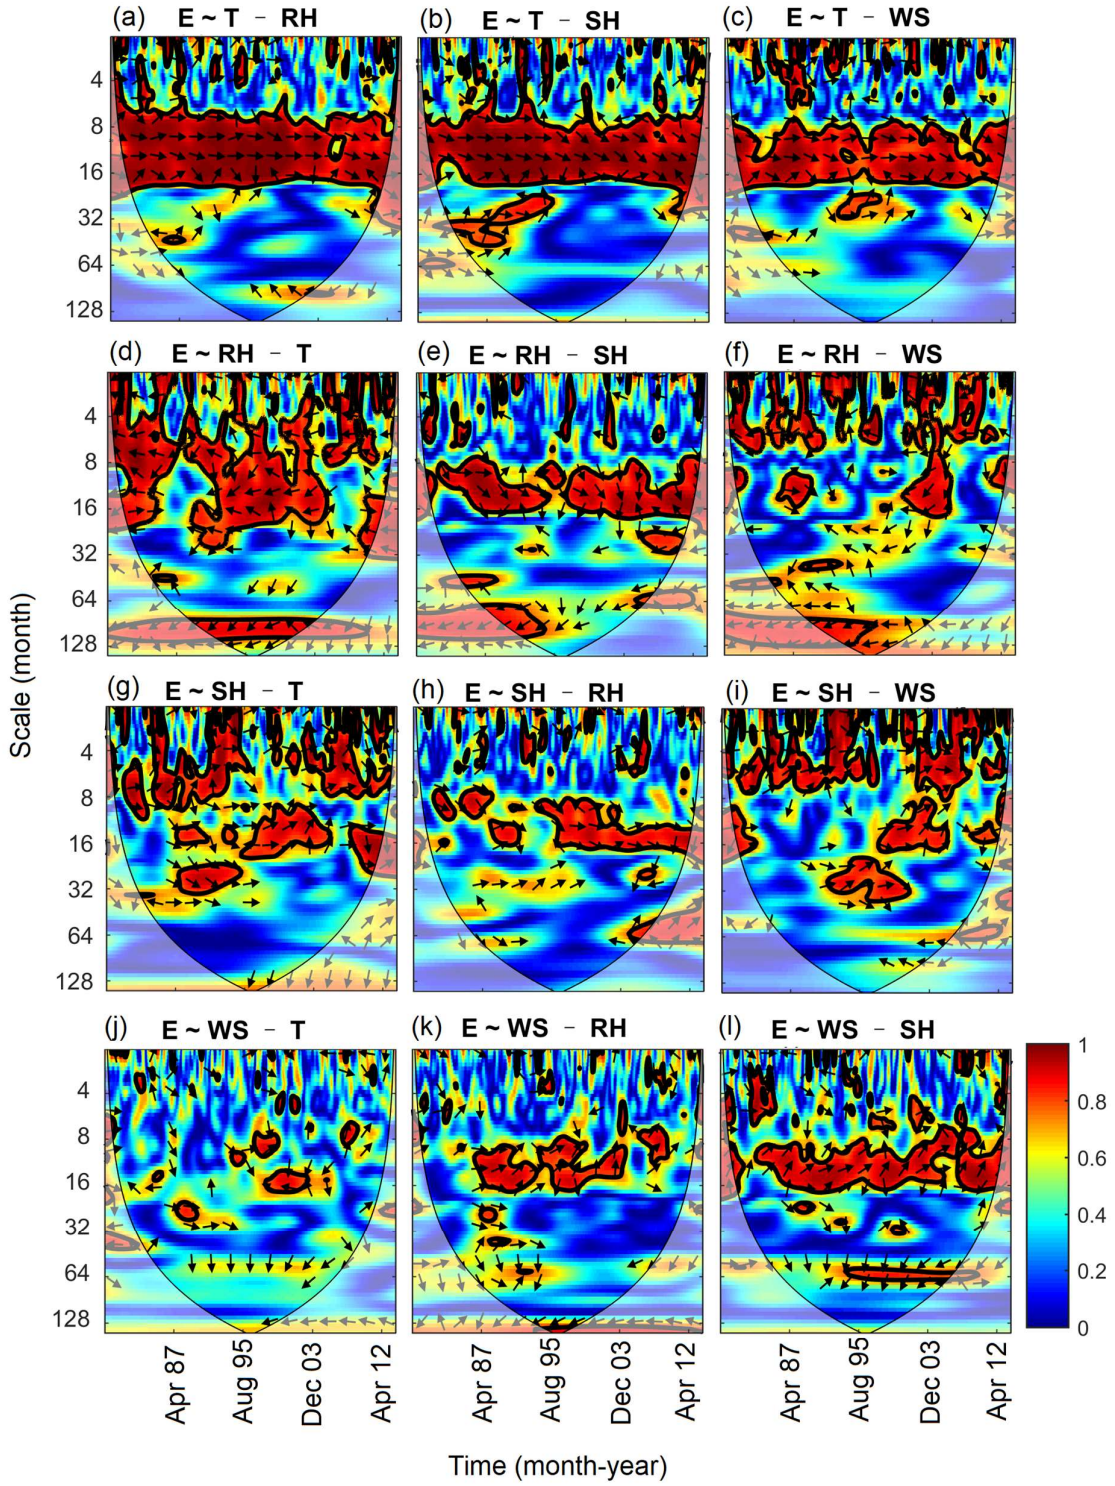 (a) E ~ T − RH
(b) E ~ T − SH
(c) E ~ T − WS
4
8
16
32
64
128
(d) E ~ RH − T
(e) E ~ RH − SH
(f) E ~ RH − WS
4
8
16
32
64
128
(g) E ~ SH − T
(h) E ~ SH − RH
(i) E ~ SH − WS
4
8
16
32
64
128
(j) E ~ WS − T
(k) E ~ WS − RH
(l) E ~ WS − SH
4
8
16
32
64
128
Scale (month)
1
0.8
0.6
0.4
0.2
0
Apr 87
Aug 95
Dec 03
Apr 12
Apr 87
Aug 95
Dec 03
Apr 12
Apr 87
Aug 95
Dec 03
Apr 12
Time (month-year)